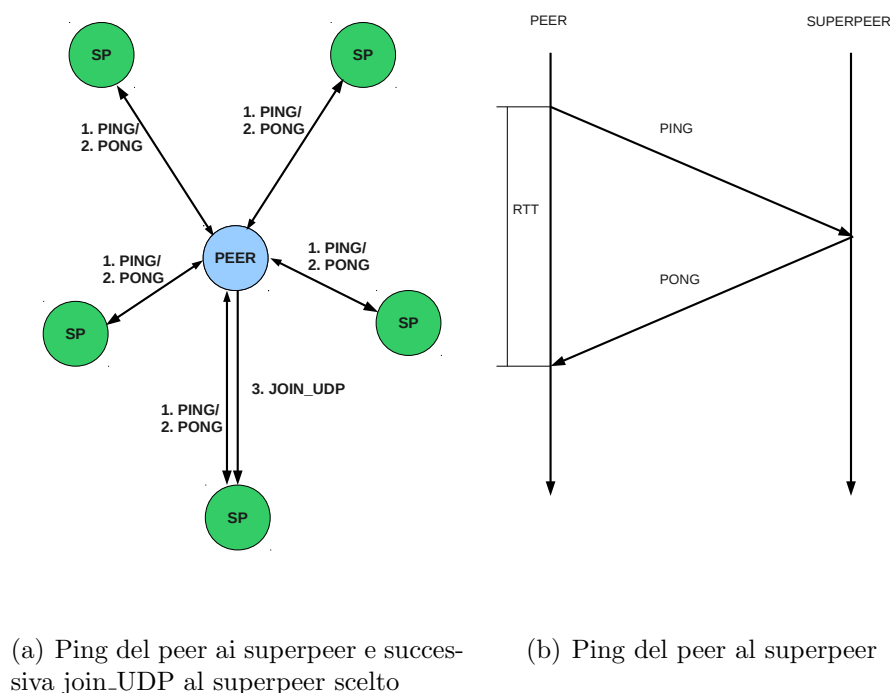 PEER
SUPERPEER
SP
SP
1. PING/
2. PONG
1. PING/
2. PONG
PING
RTT
1. PING/
2. PONG
PEER
1. PING/
2. PONG
PONG
SP
SP
3. JOIN_UDP
1. PING/
2. PONG
SP
(a) Ping del peer ai superpeer e succes-
siva join_UDP al superpeer scelto
(b) Ping del peer al superpeer